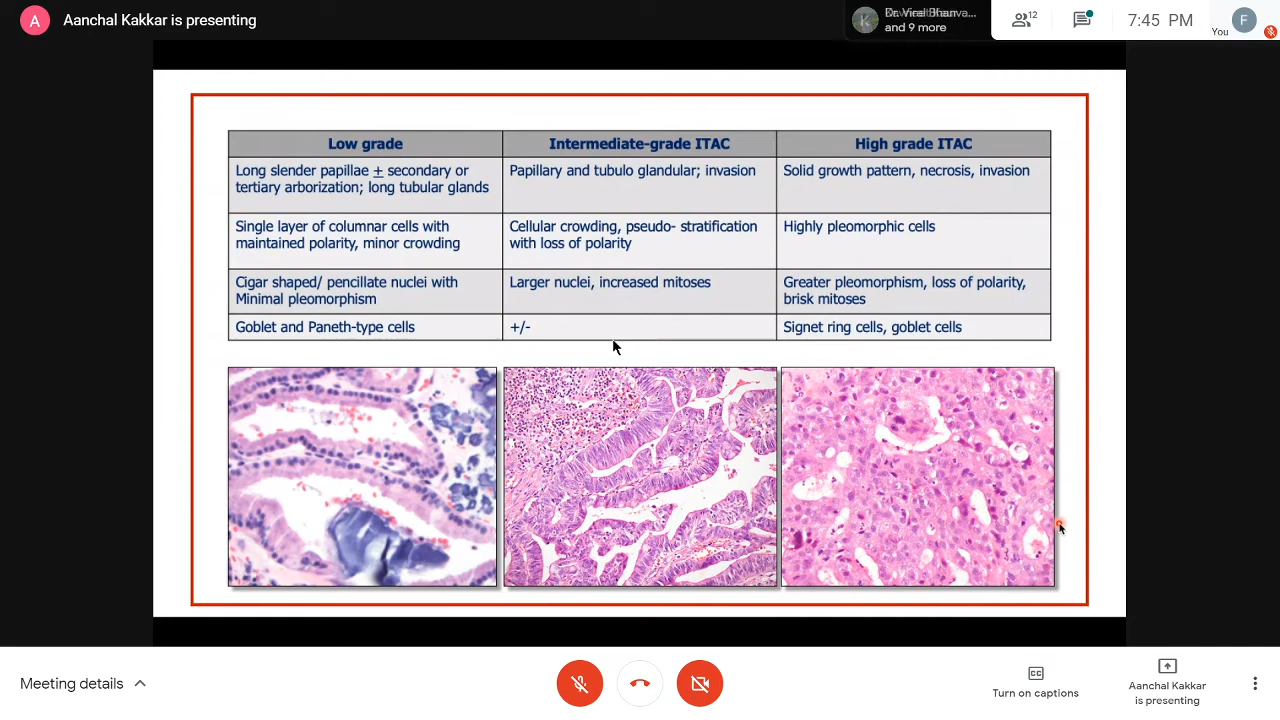 A
Aanchal Kakkar is presenting
K
and 9 more
12
7:45 PM
You
F
Low grade
Intermediate-grade ITAC
High grade ITAC
Long slender papillae ± secondary or
tertiary arborization; long tubular glands
Papillary and tubulo glandular; invasion
Solid growth pattern, necrosis, invasion
Single layer of columnar cells with
maintained polarity, minor crowding
Cellular crowding, pseudo- stratification
with loss of polarity
Highly pleomorphic cells
Cigar shaped/ pencillate nuclei with
Minimal pleomorphism
Larger nuclei, increased mitoses
Greater pleomorphism, loss of polarity,
brisk mitoses
Goblet and Paneth-type cells
+/-
Signet ring cells, goblet cells
Meeting details
CC
Turn on captions
Aanchal Kakkar
is presenting